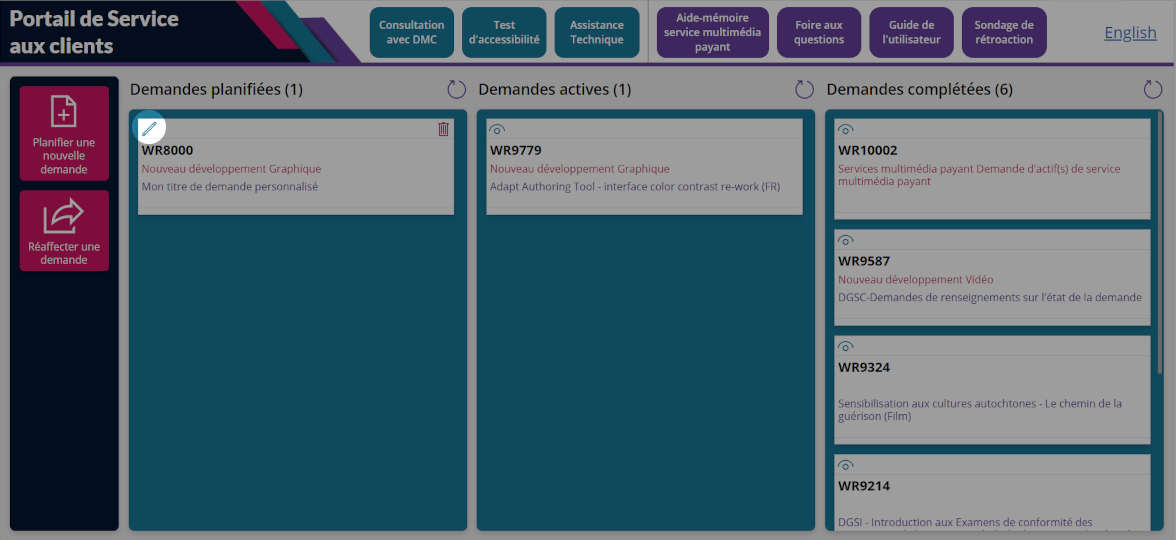 Portail de Service
aux clients
Consultation
avec DMC
Test
d'accessibilité
Assistance
Technique
Aide-mémoire
service multimédia
payant
Foire aux
questions
Guide de
l'utilisateur
Sondage de
rétroaction
English
Planifier une
nouvelle
demande
Réaffecter une
demande
Demandes planifiées (1)
WR8000
Nouveau développement Graphique
Mon titre de demande personnalisé
Demandes actives (1)
WR9779
Nouveau développement Graphique
Adapt Authoring Tool - interface color contrast re-work (FR)
Demandes complétées (6)
WR10002
Services multimédia payant Demande d'actif(s) de service
multimédia payant
WR9587
Nouveau développement Vidéo
DGSC-Demandes de renseignements sur l'état de la demande
WR9324
Sensibilisation aux cultures autochtones - Le chemin de la
guérison (Film)
WR9214
DGSI - Introduction aux Examens de conformité des